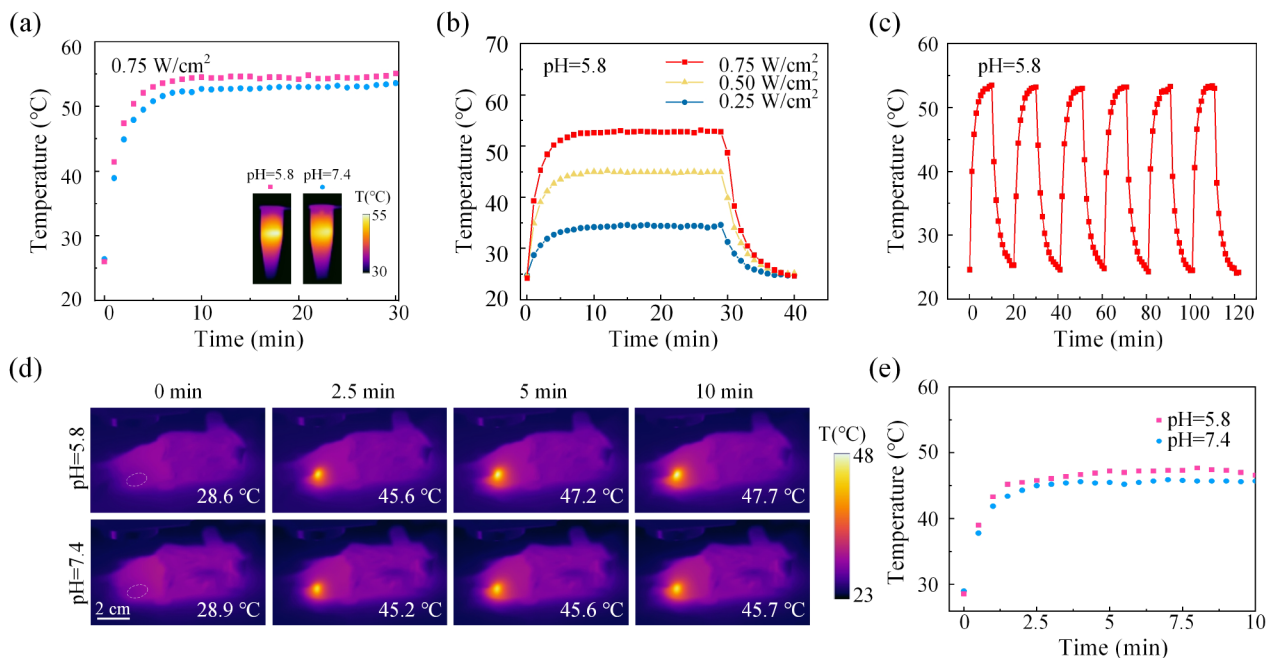 (a)
60
50
40
30
20
Temperature (℃)
0.75 W/cm²
pH=5.8
pH=7.4
T(℃)
55
30
0
10
20
30
Time (min)
(b)
70
60
50
40
30
20
Temperature (℃)
pH=5.8
0.75 W/cm²
0.50 W/cm²
0.25 W/cm²
0
10
20
30
40
Time (min)
(c)
60
50
40
30
20
Temperature (℃)
pH=5.8
0
20
40
60
80
100
120
Time (min)
(d)
0 min
2.5 min
5 min
10 min
pH=5.8
28.6 ℃
45.6 ℃
47.2 ℃
47.7 ℃
pH=7.4
2 cm
28.9 ℃
45.2 ℃
45.6 ℃
45.7 ℃
T(℃)
48
23
(e)
60
50
40
30
Temperature (℃)
pH=5.8
pH=7.4
0
2.5
5
7.5
10
Time (min)